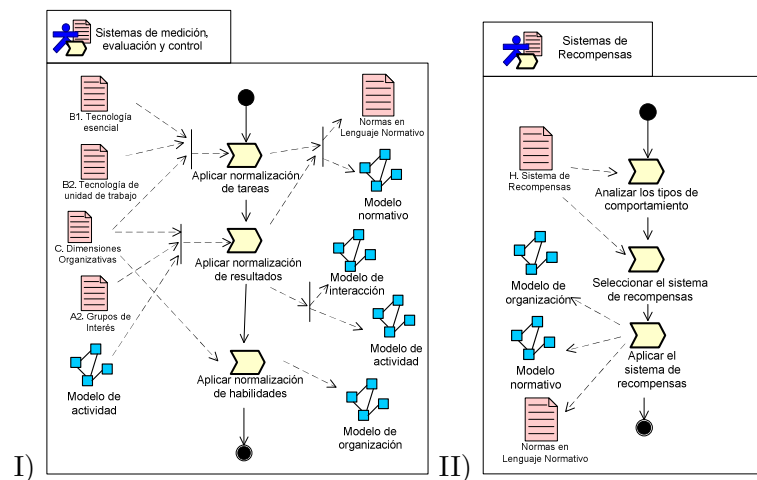 Sistemas de medición,
evaluación y control
B1. Tecnología
esencial
B2. Tecnología de
unidad de trabajo
C. Dimensiones
Organizativas
A2. Grupos de
Interés
Modelo de
actividad
Aplicar normalización
de tareas
Aplicar normalización
de resultados
Aplicar normalización
de habilidades
Normas en
Lenguaje Normativo
Modelo
normativo
Modelo de
interacción
Modelo de
actividad
Modelo de
organización
I)
Sistemas de
Recompensas
H. Sistema de
Recompensas
Analizar los tipos de
comportamiento
Modelo de
organización
Seleccionar el sistema
de recompensas
Modelo
normativo
Aplicar el
sistema de
recompensas
Normas en
Lenguaje Normativo
II)